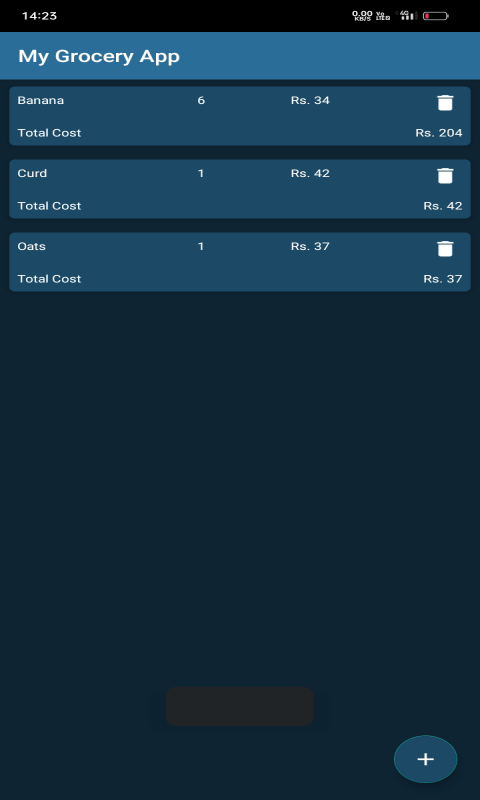 14:23 0.00 KB/S Vo LTE 4G
My Grocery App
Banana 6 Rs. 34
Total Cost Rs. 204
Curd 1 Rs. 42
Total Cost Rs. 42
Oats 1 Rs. 37
Total Cost Rs. 37
+